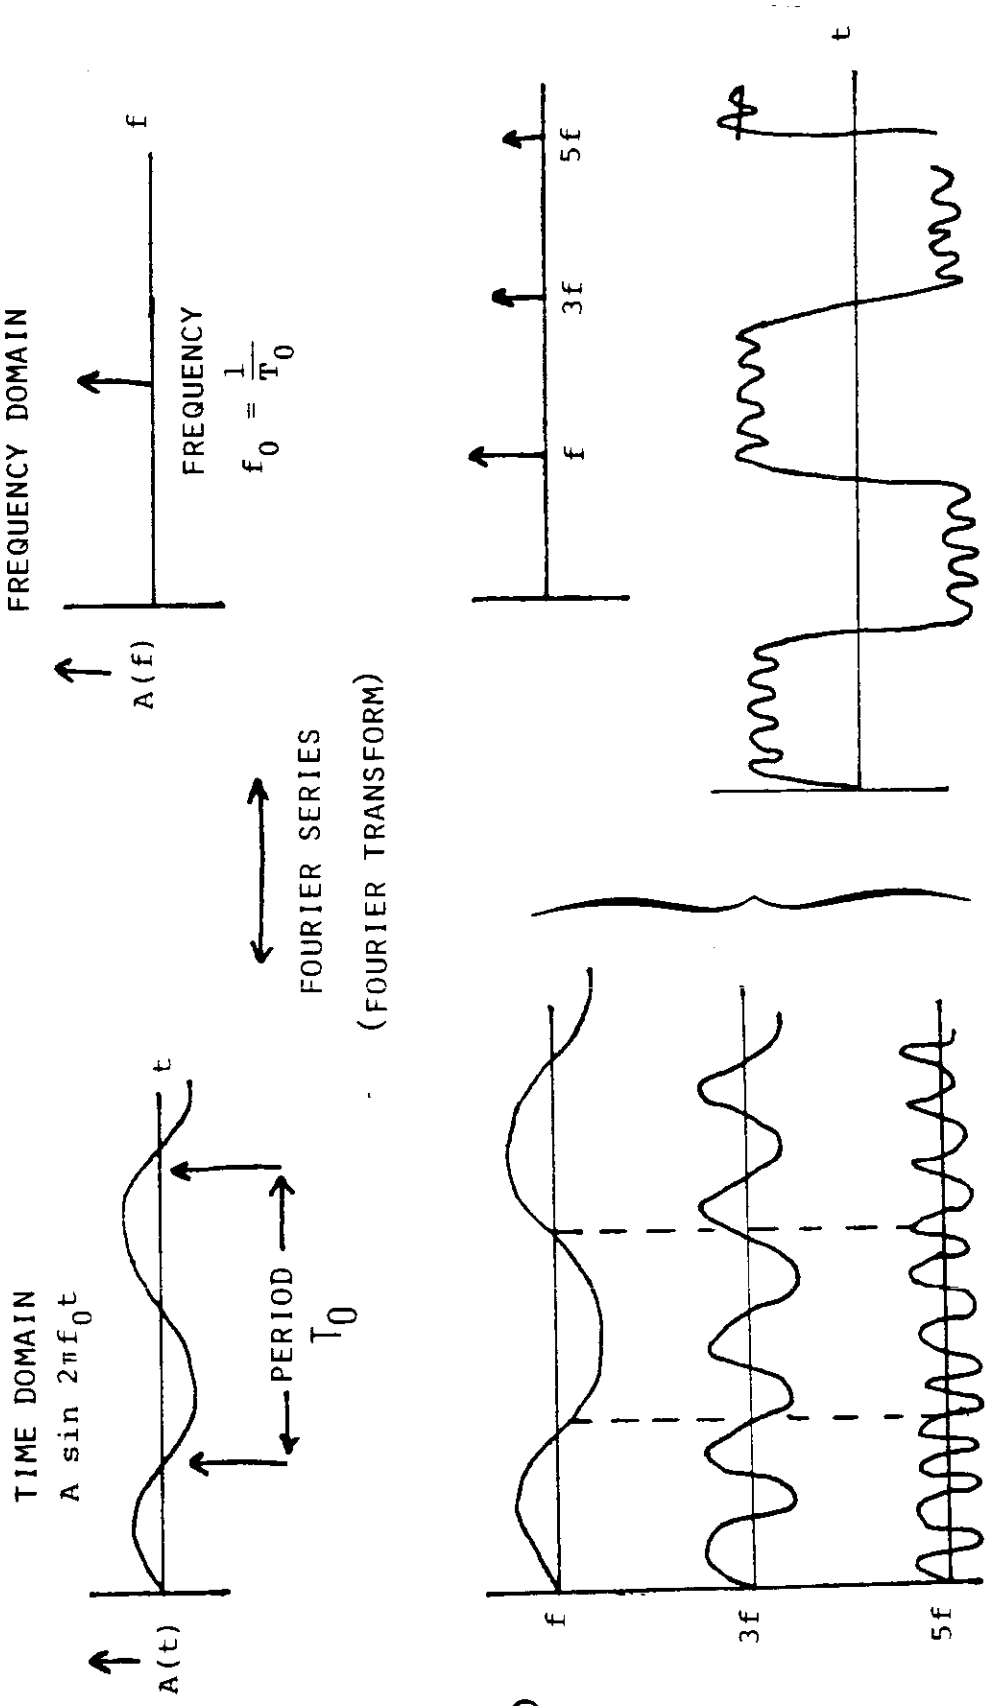 TIME DOMAIN
A sin 2πf₀t
A(t)
t
PERIOD
T₀
FOURIER SERIES
(FOURIER TRANSFORM)
FREQUENCY DOMAIN
A(f)
f
FREQUENCY
f₀ = 1/T₀
f
3f
5f
f
3f
5f
t